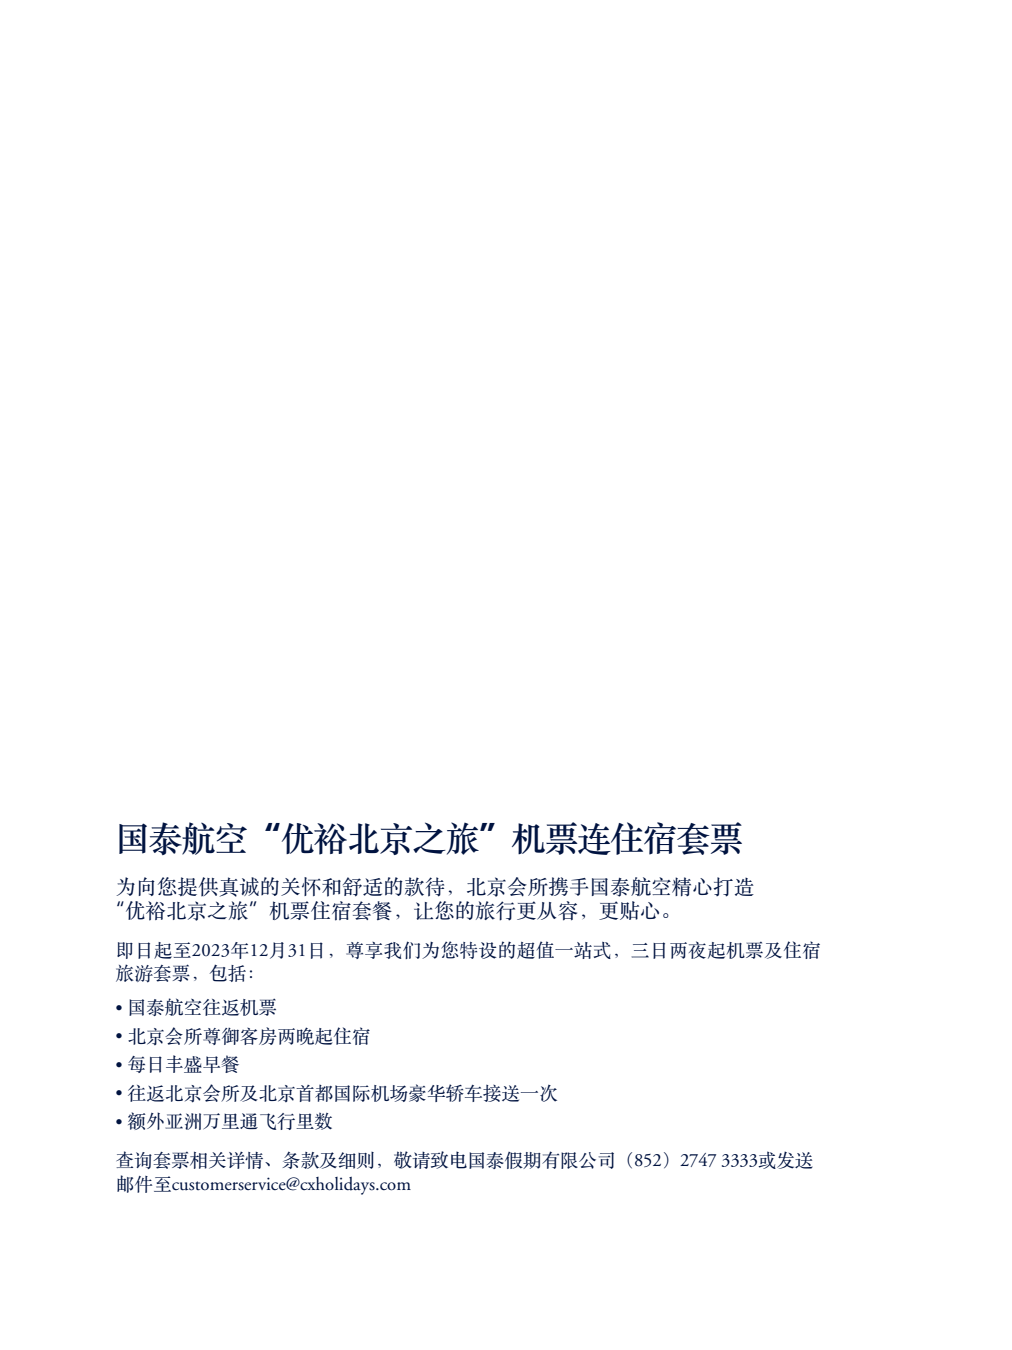 国泰航空“优裕北京之旅”机票连住宿套票
为向您提供真诚的关怀和舒适的款待，北京会所携手国泰航空精心打造
“优裕北京之旅”机票住宿套餐，让您的旅行更从容，更贴心。
即日起至2023年12月31日，尊享我们为您特设的超值一站式，三日两夜起机票及住宿
旅游套票，包括：
• 国泰航空往返机票
• 北京会所尊御客房两晚起住宿
• 每日丰盛早餐
• 往返北京会所及北京首都国际机场豪华轿车接送一次
• 额外亚洲万里通飞行里数
查询套票相关详情、条款及细则，敬请致电国泰假期有限公司（852）2747 3333或发送
邮件至customerservice@cxholidays.com